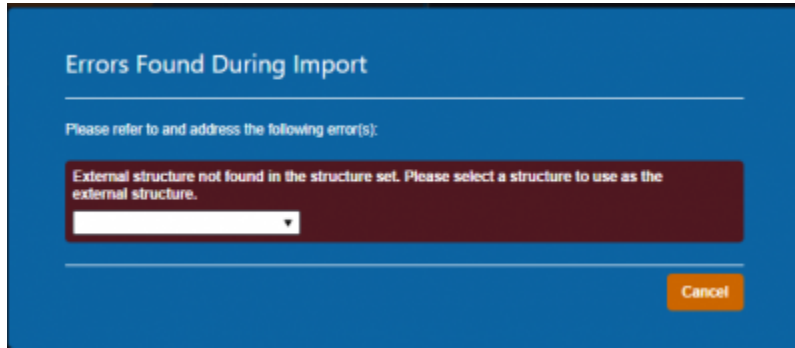 Errors Found During Import
Please refer to and address the following error(s):
External structure not found in the structure set. Please select a structure to use as the
external structure.
Cancel